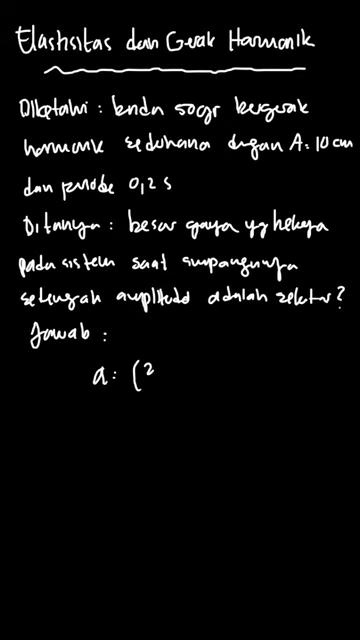 Elastisitas dan Gerak Harmonik
Diketahui : benda 50gr bergerak
harmonik sederhana dengan A = 10 cm
dan periode 0,2 s
Ditanya : besar gaya yg bekerja
pada sistem saat simpangannya
setengah amplitudo adalah sekitar ?
Jawab :
a : (2